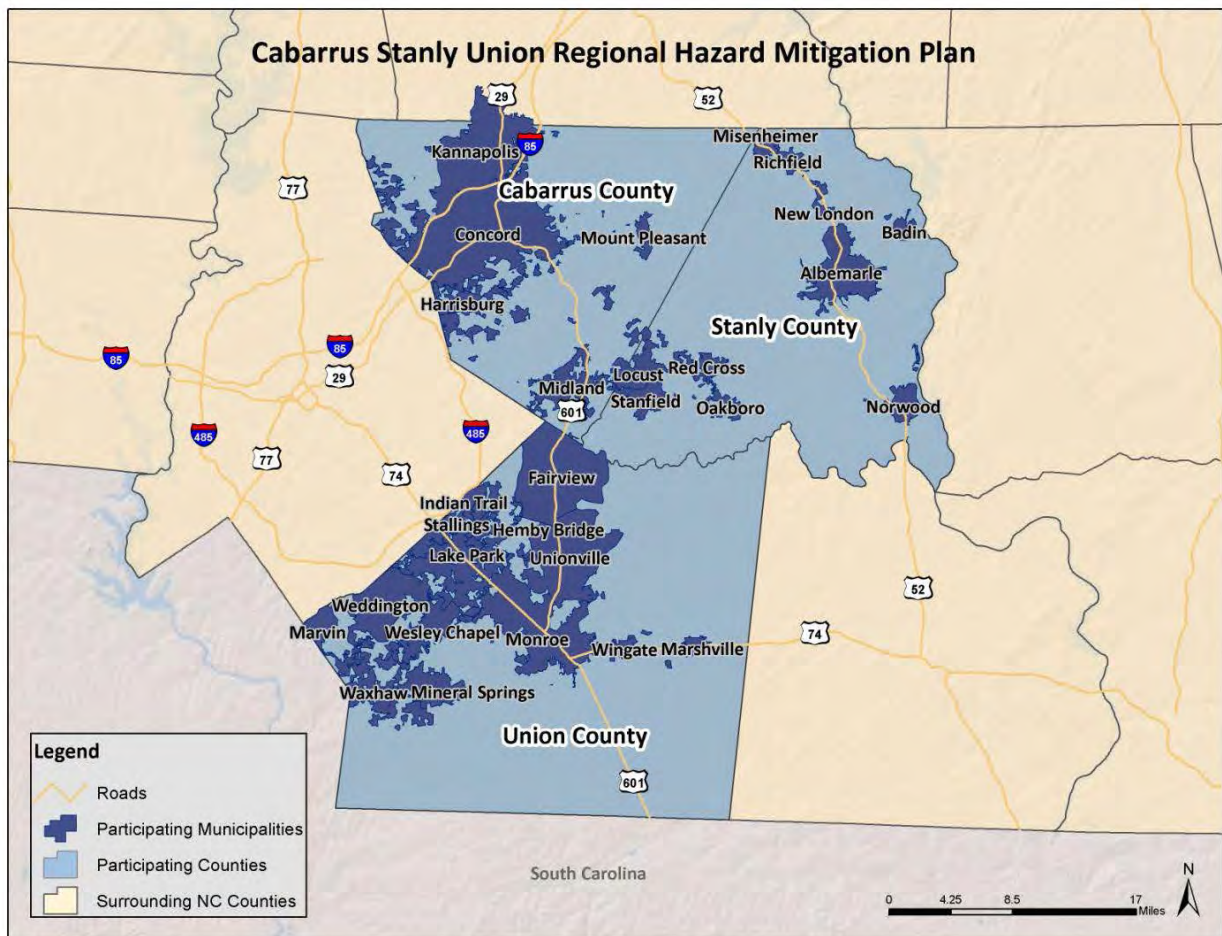 Cabarrus Stanly Union Regional Hazard Mitigation Plan
29
52
85
Misenheimer
Kannapolis
Richfield
77
Cabarrus County
New London
Badin
Concord
Mount Pleasant
Albemarle
Harrisburg
Stanly County
85
85
29
Red Cross
Locust
Midland
Stanfield
Oakboro
Norwood
601
485
485
77
74
Fairview
Indian Trail
Stallings
Hemby Bridge
Lake Park
Unionville
52
Weddington
Marvin
Wesley Chapel
Monroe
74
Wingate
Marshville
Waxhaw
Mineral Springs
Union County
601
Legend
Roads
Participating Municipalities
Participating Counties
Surrounding NC Counties
South Carolina
N
0 4.25 8.5 17
Miles